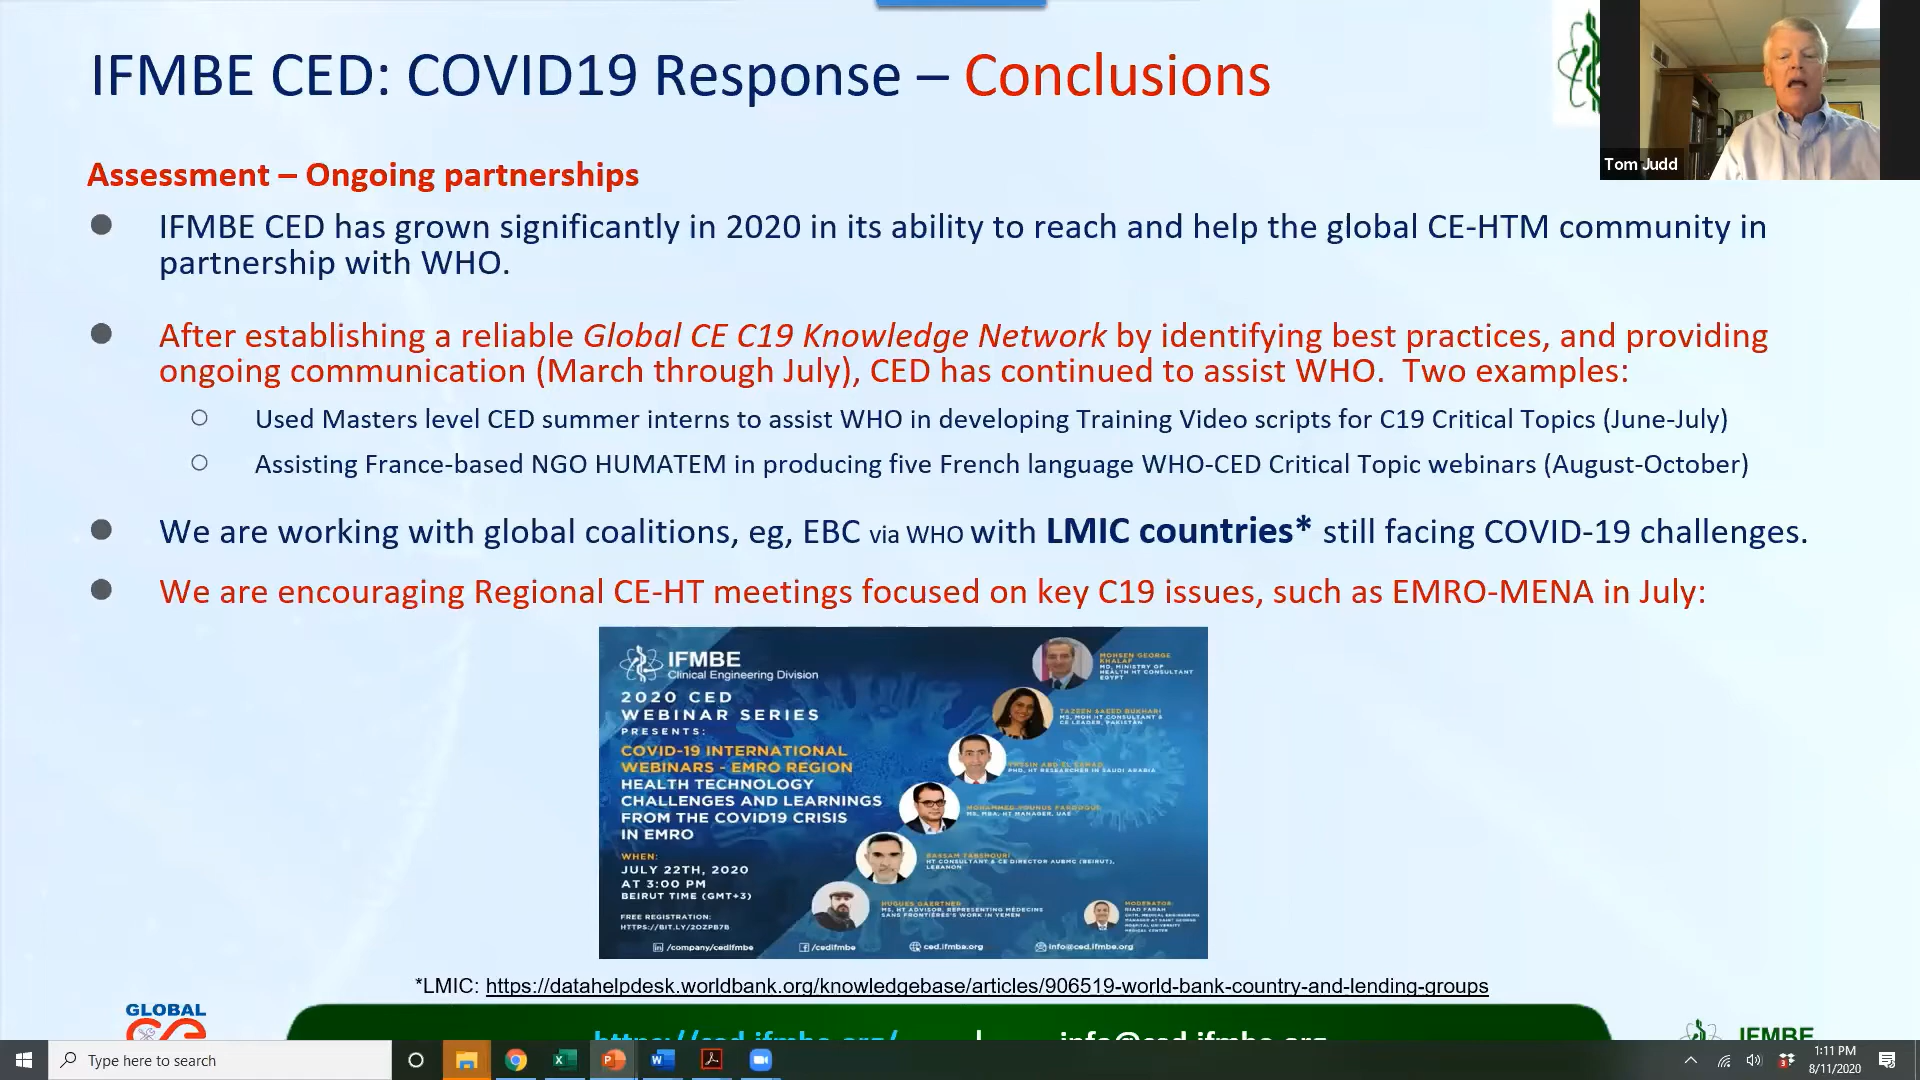 IFMBE CED: COVID19 Response – Conclusions
Tom Judd
Assessment – Ongoing partnerships
IFMBE CED has grown significantly in 2020 in its ability to reach and help the global CE-HTM community in
partnership with WHO.
After establishing a reliable Global CE C19 Knowledge Network by identifying best practices, and providing
ongoing communication (March through July), CED has continued to assist WHO. Two examples:
Used Masters level CED summer interns to assist WHO in developing Training Video scripts for C19 Critical Topics (June-July)
Assisting France-based NGO HUMATEM in producing five French language WHO-CED Critical Topic webinars (August-October)
We are working with global coalitions, eg, EBC via WHO with LMIC countries* still facing COVID-19 challenges.
We are encouraging Regional CE-HT meetings focused on key C19 issues, such as EMRO-MENA in July:
IFMBE
Clinical Engineering Division
2020 CED
WEBINAR SERIES
PRESENTS:
COVID-19 INTERNATIONAL
WEBINARS - EMRO REGION
HEALTH TECHNOLOGY
CHALLENGES AND LEARNINGS
FROM THE COVID19 CRISIS
IN EMRO
WHEN:
JULY 22TH, 2020
AT 3:00 PM
BEIRUT TIME (GMT+3)
FREE REGISTRATION:
HTTPS://BIT.LY/2OZPB7B
MOHSEN GEORGE
KHALAF
MD, MINISTRY OF
HEALTH HT CONSULTANT
EGYPT
TAZEEN SAEED BUKHARI
MS, MOH HT CONSULTANT &
CE LEADER, PAKISTAN
PHD, HT RESEARCHER IN SAUDI ARABIA
MS, MBA, HT MANAGER, UAE
HT CONSULTANT & CE DIRECTOR AUBMC (BEIRUT),
LEBANON
HUGUES GAERTNER
MS, HT ADVISOR, REPRESENTING MÉDECINS
SANS FRONTIÈRES'S WORK IN YEMEN
MODERATOR:
RIAD FARAH
MEDICAL ENGINEERING
MANAGER AT SAINT GEORGE
HOSPITAL UNIVERSITY
MEDICAL CENTER
/company/cedifmbe
/cedifmbe
ced.ifmbe.org
info@ced.ifmbe.org
*LMIC: https://datahelpdesk.worldbank.org/knowledgebase/articles/906519-world-bank-country-and-lending-groups
GLOBAL
CE
https://ced.ifmbe.org/ | info@ced.ifmbe.org
IFMBE
Type here to search
1:11 PM
8/11/2020